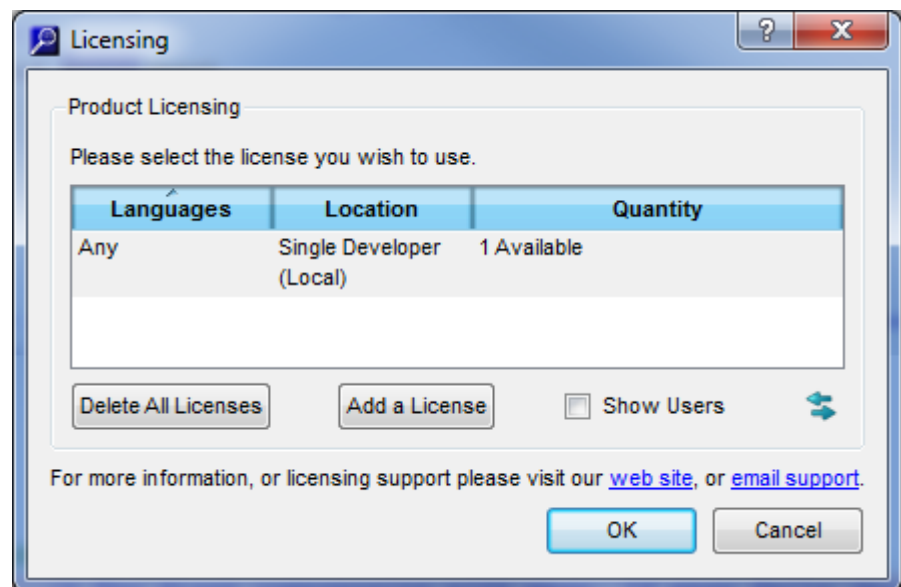 Licensing
Product Licensing
Please select the license you wish to use.
Languages Location Quantity
Any Single Developer 1 Available
(Local)
Delete All Licenses Add a License Show Users
For more information, or licensing support please visit our web site, or email support.
OK Cancel